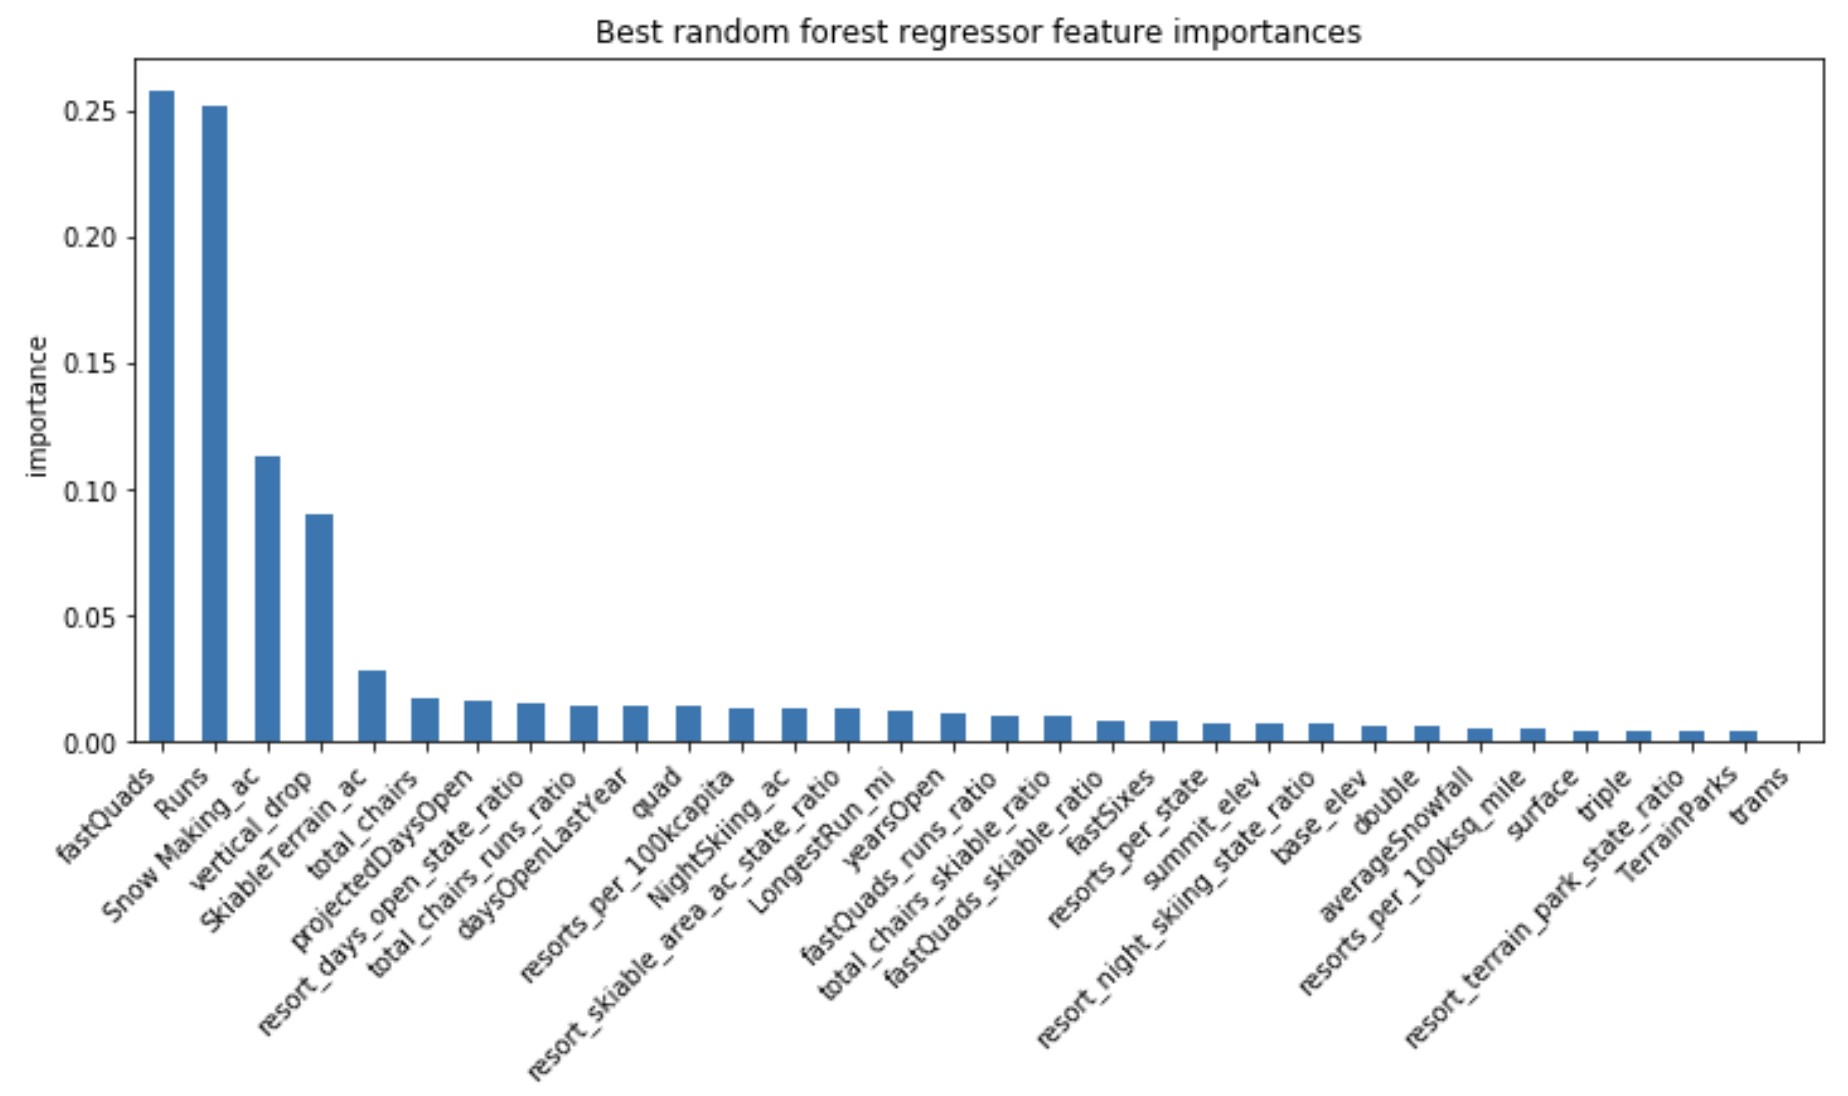 Best random forest regressor feature importances
importance
0.25
0.20
0.15
0.10
0.05
0.00
fastQuads
Runs
Snow Making_ac
vertical_drop
SkiableTerrain_ac
total_chairs
projectedDaysOpen
resort_days_open_state_ratio
total_chairs_runs_ratio
daysOpenLastYear
quad
resorts_per_100kcapita
NightSkiing_ac
resort_skiable_area_ac_state_ratio
LongestRun_mi
yearsOpen
fastQuads_runs_ratio
total_chairs_skiable_ratio
fastQuads_skiable_ratio
fastSixes
resorts_per_state
summit_elev
resort_night_skiing_state_ratio
base_elev
double
averageSnowfall
resorts_per_100ksq_mile
surface
triple
resort_terrain_park_state_ratio
TerrainParks
trams